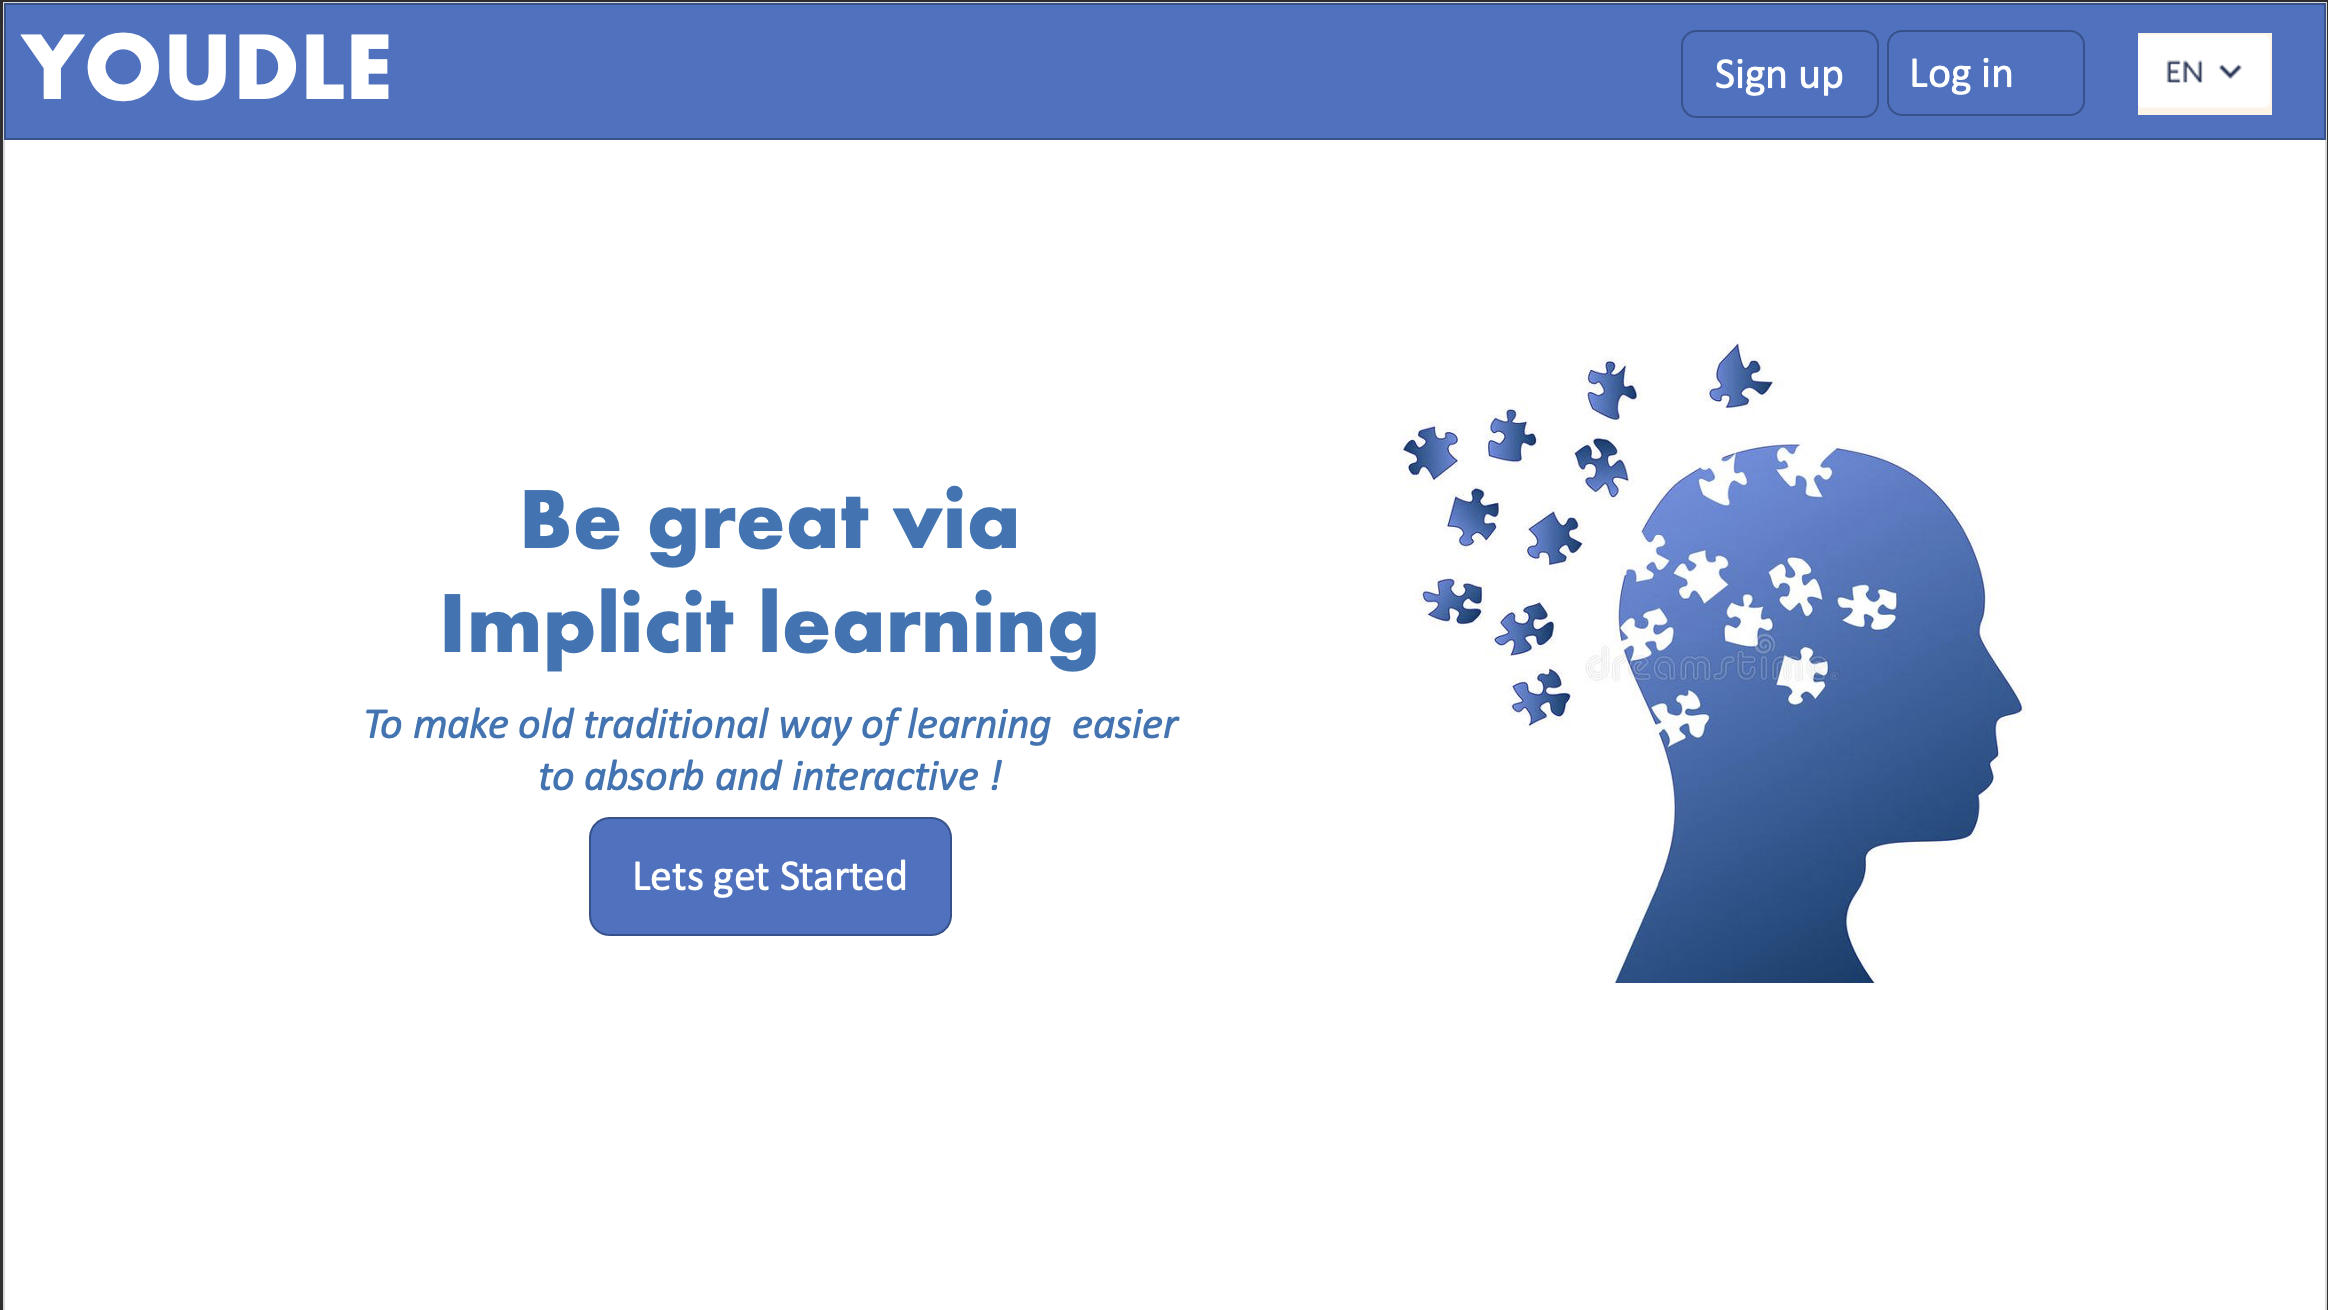 YOUDLE
Sign up
Log in
EN
Be great via
Implicit learning
To make old traditional way of learning  easier
to absorb and interactive !
Lets get Started
dreamstime.